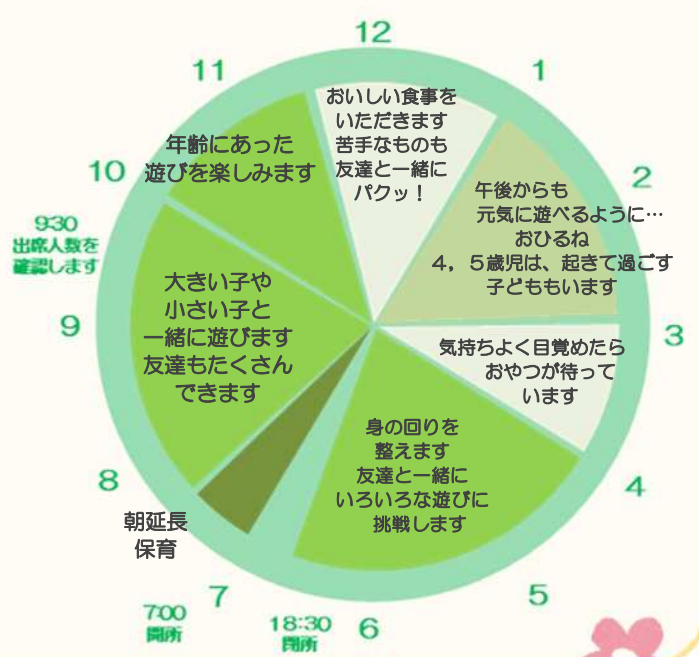 12
1
2
3
4
5
6
7
8
9
10
11
おいしい食事を
いただきます
苦手なものも
友達と一緒に
パクッ！
午後からも
元気に遊べるように…
おひるね
４，５歳児は、起きて過ごす
子どももいます
気持ちよく目覚めたら
おやつが待って
います
身の回りを
整えます
友達と一緒に
いろいろな遊びに
挑戦します
18:30
閉所
7:00
開所
朝延長
保育
大きい子や
小さい子と
一緒に遊びます
友達もたくさん
できます
9:30
出席人数を
確認します
年齢にあった
遊びを楽しみます